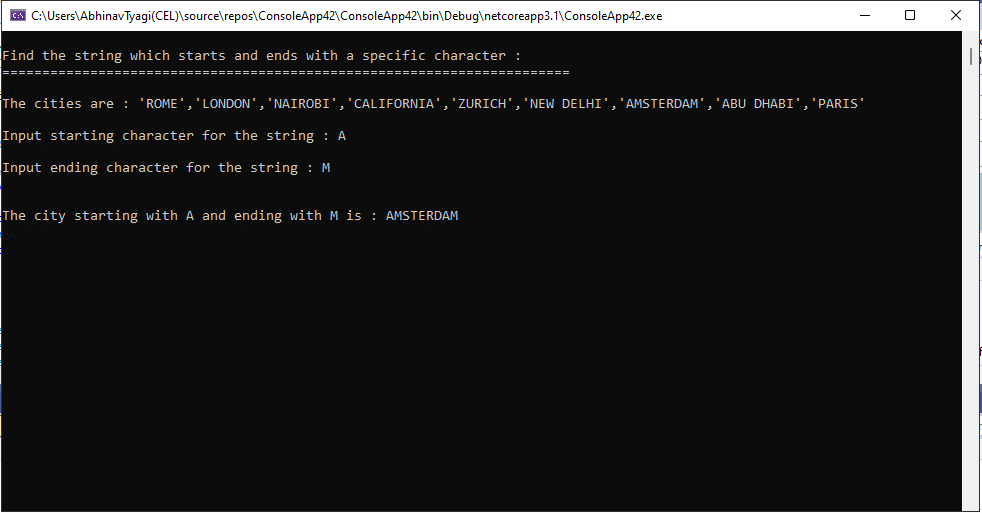 C:\Users\AbhinavTyagi(CEL)\source\repos\ConsoleApp42\ConsoleApp42\bin\Debug\netcoreapp3.1\ConsoleApp42.exe
Find the string which starts and ends with a specific character :
=======================================================================
The cities are : 'ROME','LONDON','NAIROBI','CALIFORNIA','ZURICH','NEW DELHI','AMSTERDAM','ABU DHABI','PARIS'
Input starting character for the string : A
Input ending character for the string : M
The city starting with A and ending with M is : AMSTERDAM